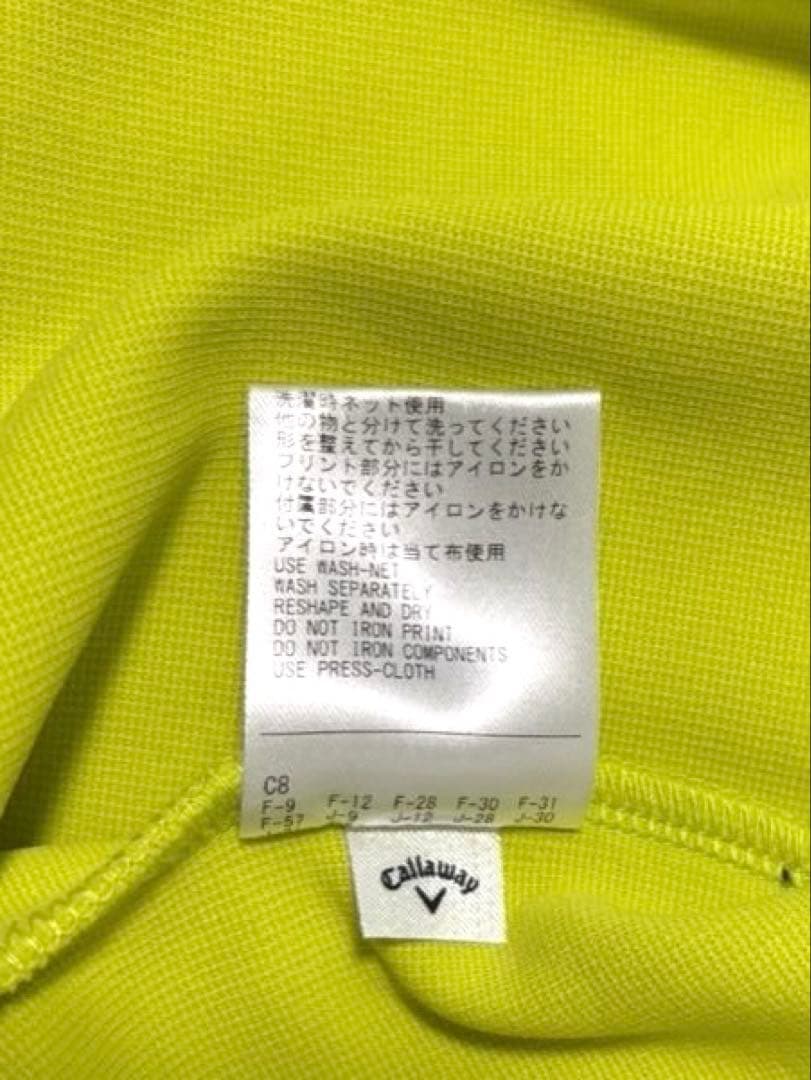 洗濯時ネット使用
他の物と分けて洗ってください
形を整えてから干してください
プリント部分にはアイロンをか
けないでください
付属部分にはアイロンをかけな
いでください
アイロン時は当て布使用
USE WASH-NET
WASH SEPARATELY
RESHAPE AND DRY
DO NOT IRON PRINT
DO NOT IRON COMPONENTS
USE PRESS-CLOTH
C8
F-9 F-12 F-28 F-30 F-31
F-57 J-9 J-12 J-28 J-30
Callaway